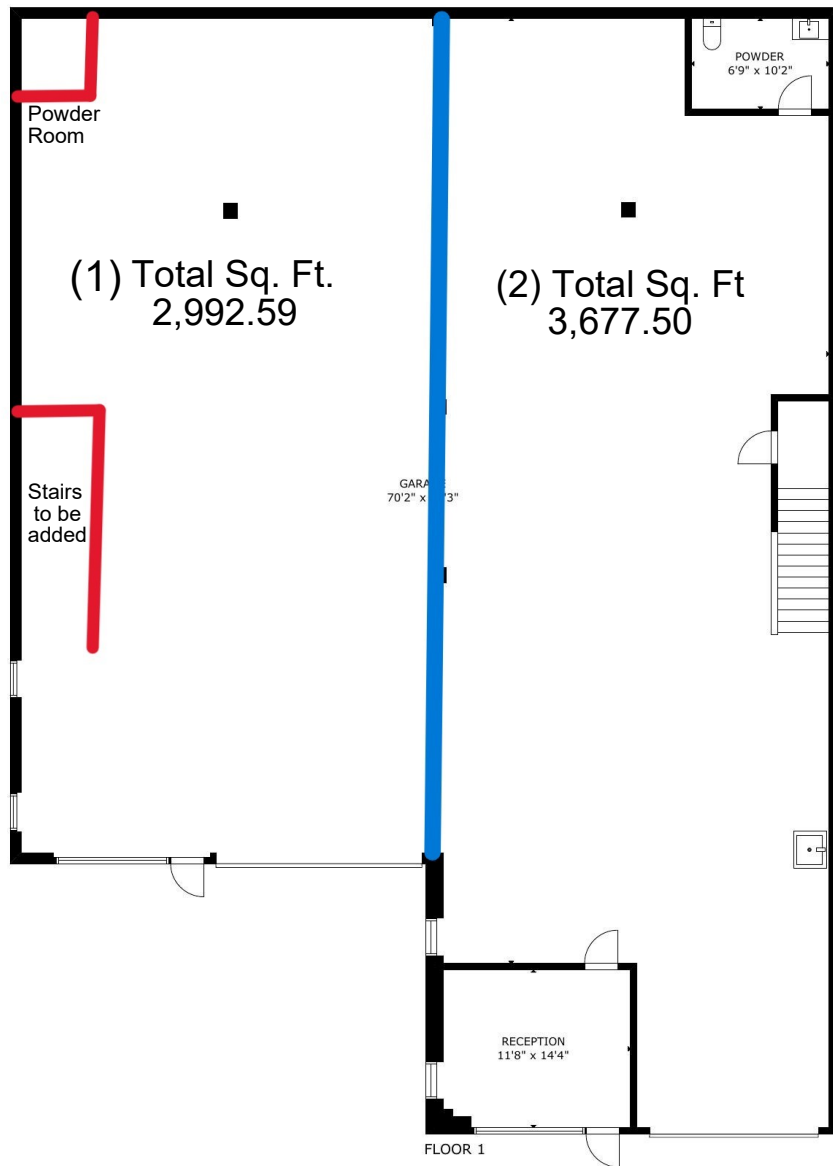 POWDER
6'9" x 10'2"
Powder
Room
(1) Total Sq. Ft.
2,992.59
(2) Total Sq. Ft
3,677.50
Stairs
to be
added
70'2" x
RECEPTION
11'8" x 14'4"
FLOOR 1